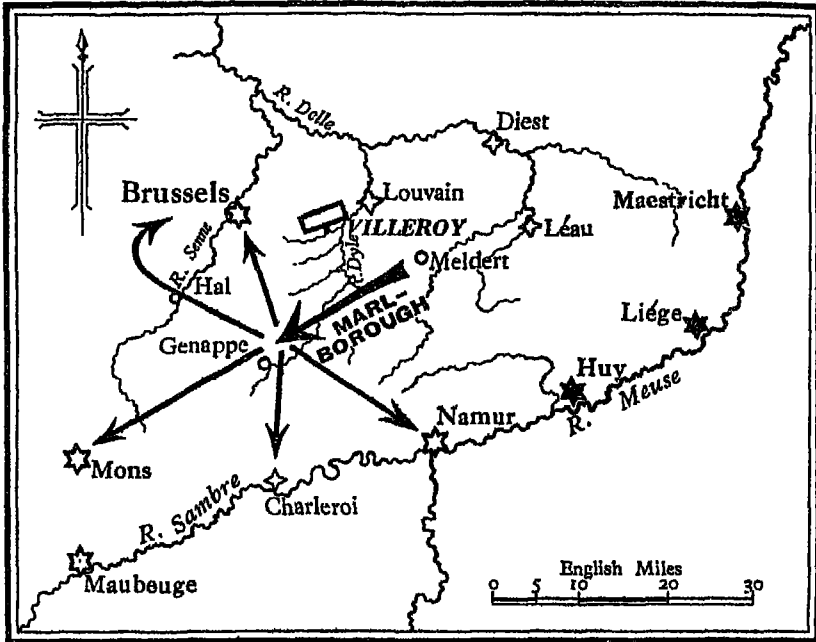 R. Delle
Diest
Brussels
Louvain
Maestricht
VILLEROY
Léau
R. Senne
R. Dyle
Meldert
Hal
MARL-
BOROUGH
Liége
Genappe
Huy
R. Meuse
Namur
Mons
Charleroi
R. Sambre
Maubeuge
English Miles
0 5 10 20 30